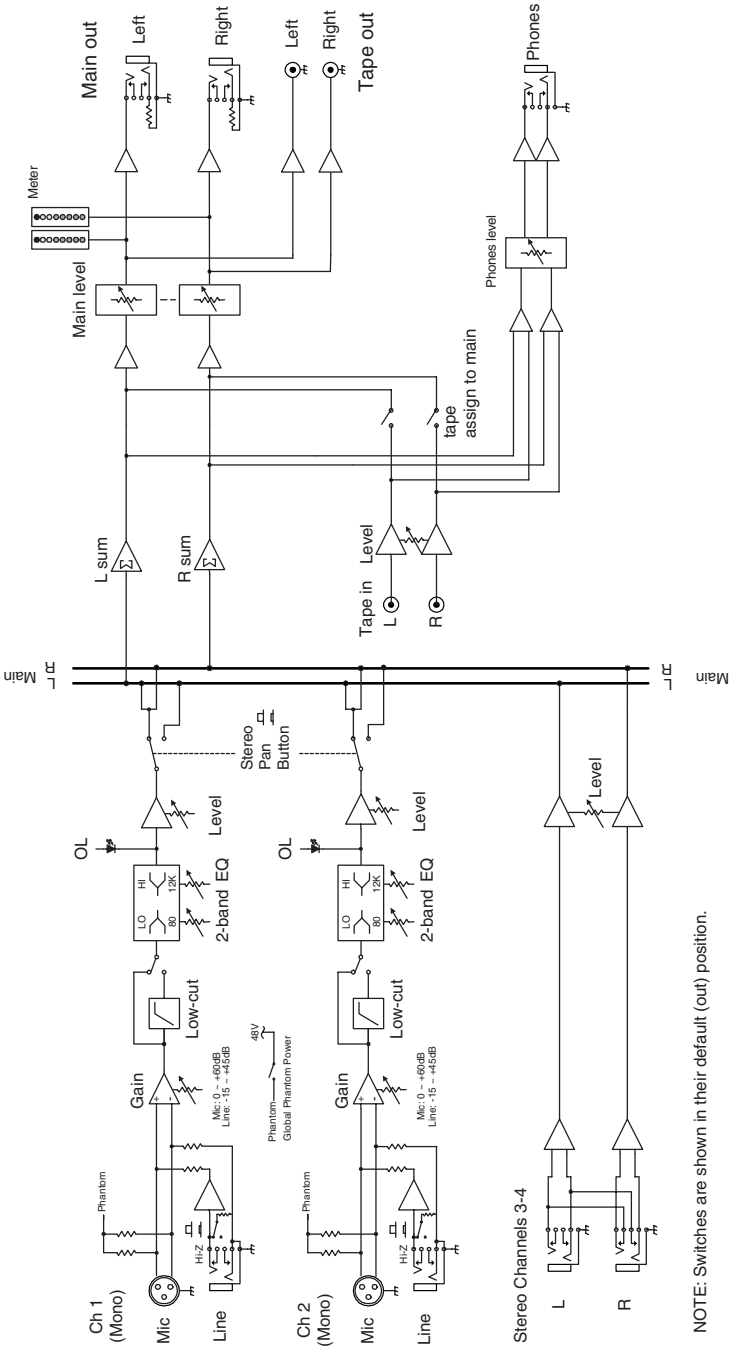 Ch 1
(Mono)
Mic
Line
Phantom
Hi-Z
Gain
Mic: 0 ~ +60dB
Line: -15 ~ +45dB
Low-cut
LO
HI
80
12K
2-band EQ
OL
Level
Phantom
48V
Global Phantom Power
Stereo
Pan
Button
Ch 2
(Mono)
Mic
Line
Phantom
Hi-Z
Gain
Mic: 0 ~ +60dB
Line: -15 ~ +45dB
Low-cut
LO
HI
80
12K
2-band EQ
OL
Level
Stereo Channels 3-4
L
R
Level
Main
L
R
Main
L
R
L sum
R sum
Σ
Σ
Tape in
L
R
Level
tape
assign to main
Main level
Meter
Main out
Left
Right
Left
Right
Tape out
Phones level
Phones
+
-
+
-
NOTE: Switches are shown in their default (out) position.